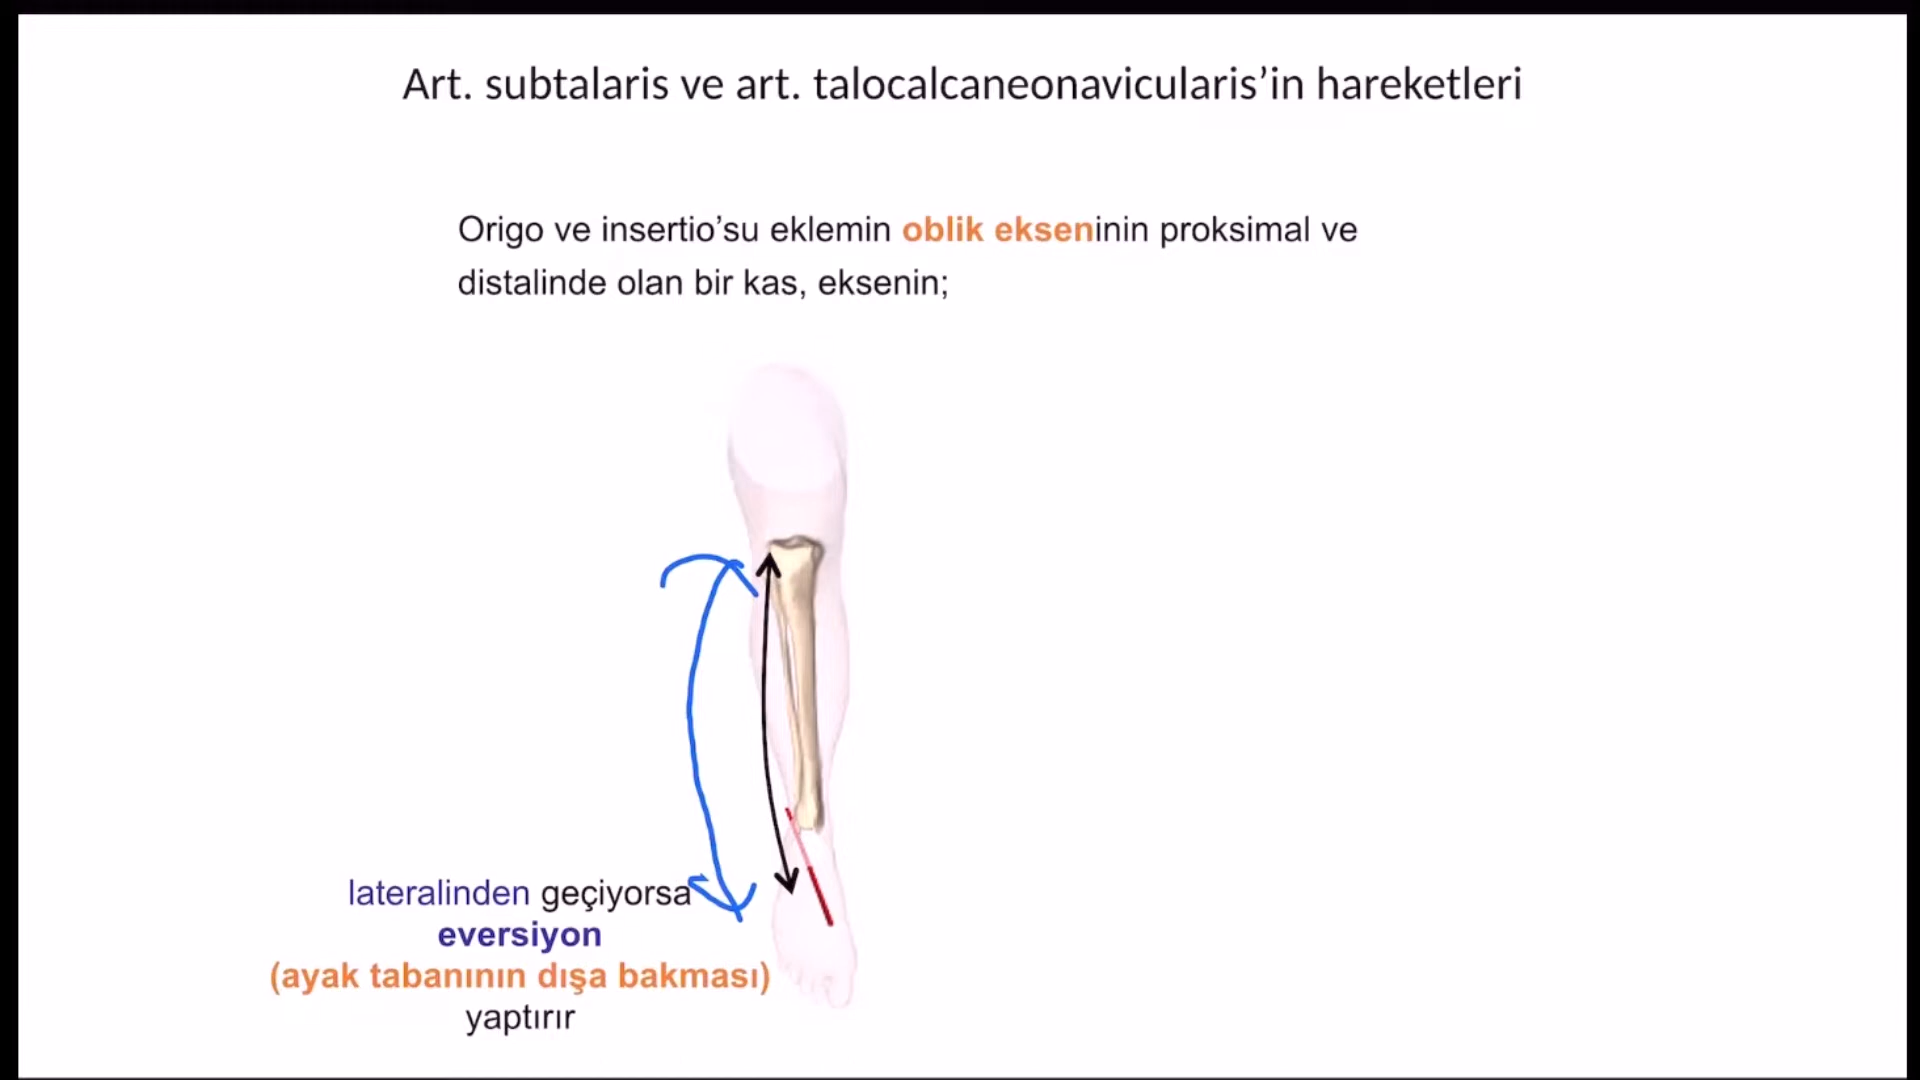 Art. subtalaris ve art. talocalcaneonavicularis’in hareketleri
Origo ve insertio’su eklemin oblik ekseninin proksimal ve
distalinde olan bir kas, eksenin;
lateralinden geçiyorsa
eversiyon
(ayak tabanının dışa bakması)
yaptırır